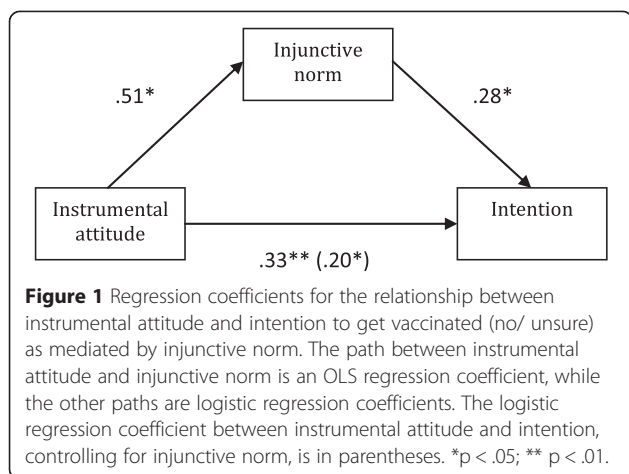 Injunctive
norm
.51*
.28*
Instrumental
attitude
Intention
.33** (.20*)
Figure 1 Regression coefficients for the relationship between
instrumental attitude and intention to get vaccinated (no/ unsure)
as mediated by injunctive norm. The path between instrumental
attitude and injunctive norm is an OLS regression coefficient, while
the other paths are logistic regression coefficients. The logistic
regression coefficient between instrumental attitude and intention,
controlling for injunctive norm, is in parentheses. *p < .05; ** p < .01.